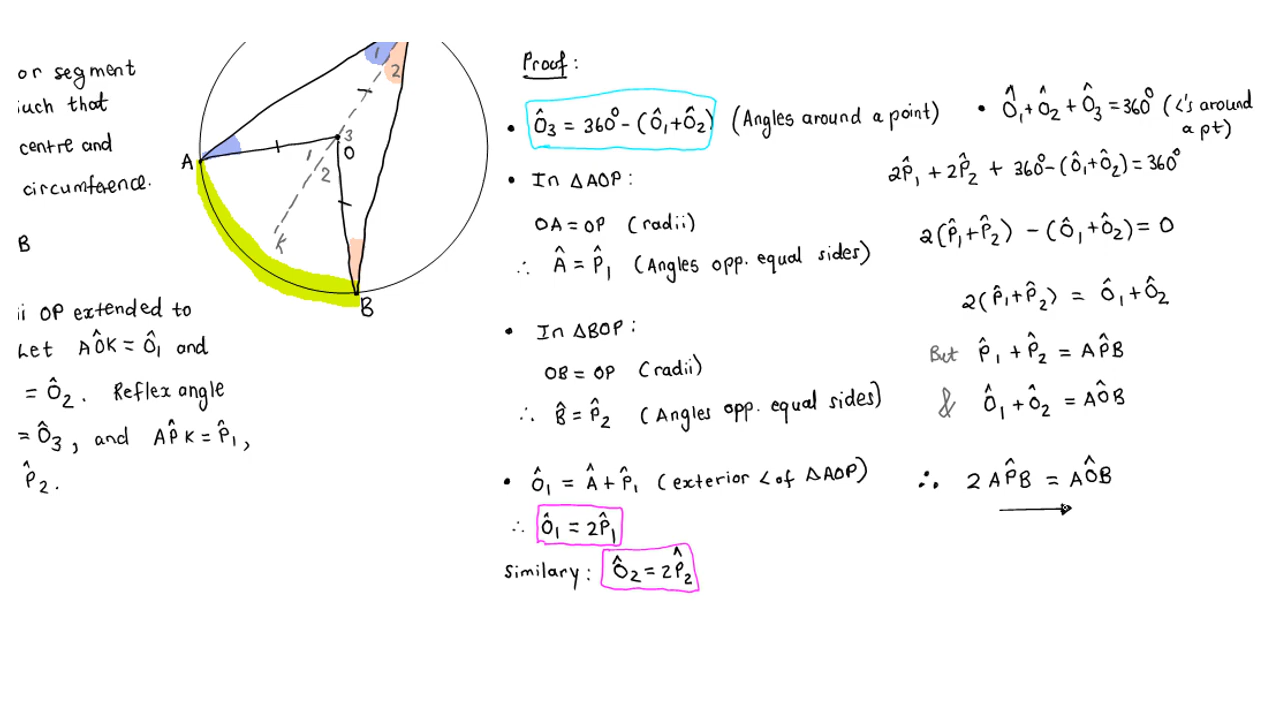 or segment
such that
centre and
circumference.
B
ii OP extended to
Let AÔK = Ô₁ and
= Ô₂. Reflex angle
= Ô₃, and AP̂K = P̂₁,
P̂₂.
1
2
A
3
O
1
2
K
B
Proof:
• Ô₃ = 360° - (Ô₁+Ô₂) (Angles around a point)
• In △AOP:
OA = OP (radii)
∴ Â = P̂₁ (Angles opp. equal sides)
• In △BOP:
OB = OP (radii)
∴ B̂ = P̂₂ (Angles opp. equal sides)
• Ô₁ = Â + P̂₁ (exterior < of △AOP)
∴ Ô₁ = 2P̂₁
Similary: Ô₂ = 2P̂₂
• Ô₁ + Ô₂ + Ô₃ = 360° (<'s around
a pt)
2P̂₁ + 2P̂₂ + 360° - (Ô₁+Ô₂) = 360°
2(P̂₁+P̂₂) - (Ô₁+Ô₂) = 0
2(P̂₁+P̂₂) = Ô₁+Ô₂
But P̂₁ + P̂₂ = AP̂B
& Ô₁ + Ô₂ = AÔB
∴ 2AP̂B = AÔB